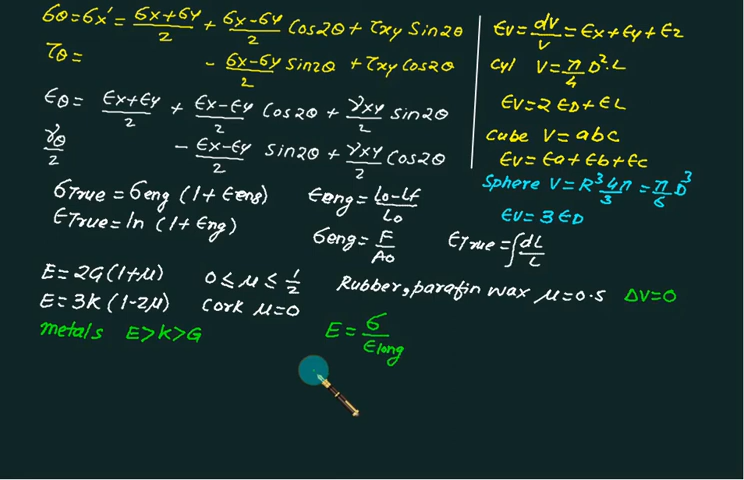 σθ = σx' = (σx+σy)/2 + (σx-σy)/2 Cos2θ + τxy Sin2θ
τθ = - (σx-σy)/2 Sin2θ + τxy Cos2θ
εθ = (εx+εy)/2 + (εx-εy)/2 Cos2θ + γxy/2 Sin2θ
γθ/2 - (εx-εy)/2 Sin2θ + γxy/2 Cos2θ
σTrue = σeng (1+ εeng) εeng = (Lo-Lf)/Lo
εTrue = ln (1+ εng)
σeng = F/Ao εTrue = ∫dL/L
εv = dV/V = εx + εy + εz
Cyl V = π/4 D². L
εv = 2 εD + εL
Cube V = abc
εv = εa + εb + εc
Sphere V = R³ 4π/3 = π/6 D³
εv = 3 εD
E = 2G (1+μ) 0 ≤ μ ≤ 1/2 Rubber, parafin wax μ = 0.5 ΔV = 0
E = 3K (1-2μ) Cork μ = 0
metals E > K > G E = σ/εlong